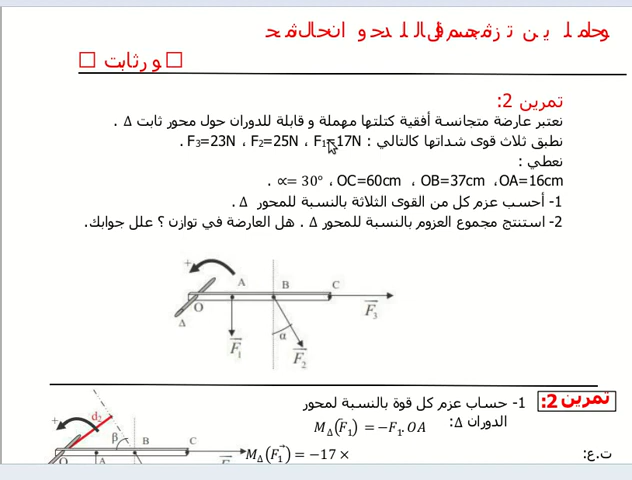 تمرين 2:
نعتبر عارضة متجانسة أفقية كتلتها مهملة و قابلة للدوران حول محور ثابت Δ .
نطبق ثلاث قوى شداتها كالتالي : F1=17N ، F2=25N ، F3=23N .
نعطي :
OA=16cm ، OB=37cm ، OC=60cm ، ∝= 30° .
1- أحسب عزم كل من القوى الثلاثة بالنسبة للمحور Δ .
2- استنتج مجموع العزوم بالنسبة للمحور Δ . هل العارضة في توازن ؟ علل جوابك.
+
A B C
O
Δ
F3
α
F1
F2
تمرين 2:
1- حساب عزم كل قوة بالنسبة لمحور
الدوران Δ: MΔ(F1) = −F1.OA
ت.ع: MΔ(F1) = −17 ×
d2
+
β B C
O A